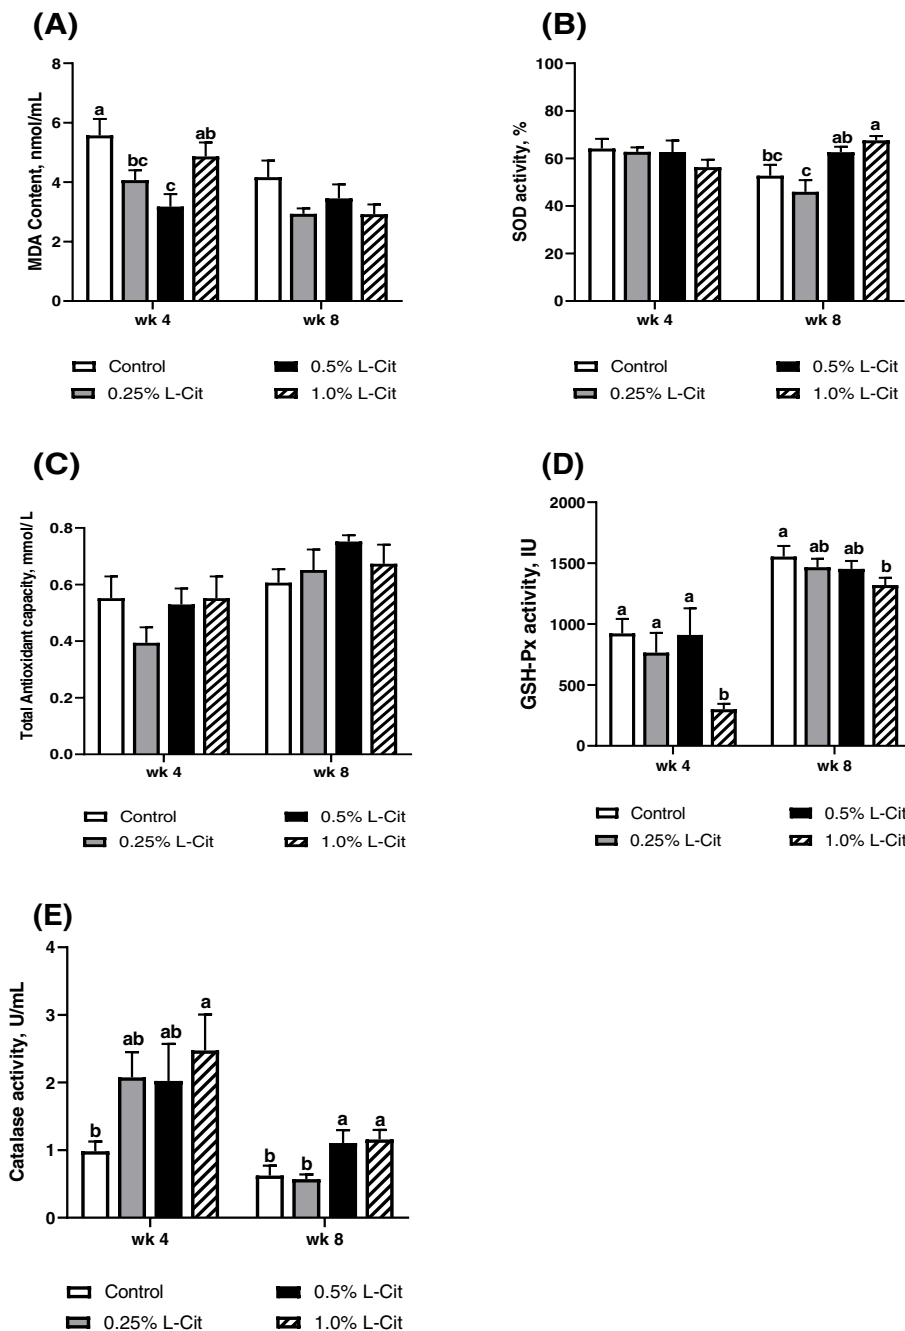 (A)
MDA Content, nmol/mL
8
6
4
2
0
a
bc
c
ab
wk 4
wk 8
Control
0.5% L-Cit
0.25% L-Cit
1.0% L-Cit
(B)
SOD activity, %
100
80
60
40
20
0
bc
c
ab
a
wk 4
wk 8
Control
0.5% L-Cit
0.25% L-Cit
1.0% L-Cit
(C)
Total Antioxidant capacity, mmol/ L
0.8
0.6
0.4
0.2
0.0
wk 4
wk 8
Control
0.5% L-Cit
0.25% L-Cit
1.0% L-Cit
(D)
GSH-Px activity, IU
2000
1500
1000
500
0
a
a
a
b
a
ab
ab
b
wk 4
wk 8
Control
0.5% L-Cit
0.25% L-Cit
1.0% L-Cit
(E)
Catalase activity, U/mL
4
3
2
1
0
b
ab
ab
a
b
b
a
a
wk 4
wk 8
Control
0.5% L-Cit
0.25% L-Cit
1.0% L-Cit